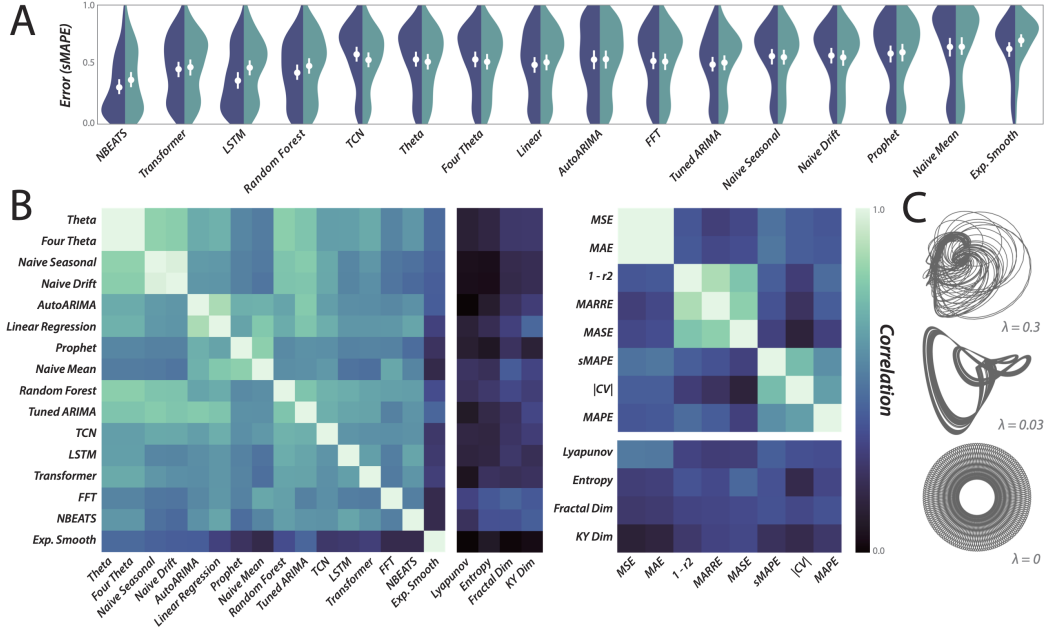 A
Error (sMAPE)
1.0
0.5
0.0
NBEATS
Transformer
LSTM
Random Forest
TCN
Theta
Four Theta
Linear
AutoARIMA
FFT
Tuned ARIMA
Naive Seasonal
Naive Drift
Prophet
Naive Mean
Exp. Smooth
B
Theta
Four Theta
Naive Seasonal
Naive Drift
AutoARIMA
Linear Regression
Prophet
Naive Mean
Random Forest
Tuned ARIMA
TCN
LSTM
Transformer
FFT
NBEATS
Exp. Smooth
Theta
Four Theta
Naive Seasonal
Naive Drift
AutoARIMA
Linear Regression
Prophet
Naive Mean
Random Forest
Tuned ARIMA
TCN
LSTM
Transformer
FFT
NBEATS
Exp. Smooth
Lyapunov
Entropy
Fractal Dim
KY Dim
MSE
MAE
1 - r2
MARRE
MASE
sMAPE
|CV|
MAPE
Lyapunov
Entropy
Fractal Dim
KY Dim
MSE
MAE
1 - r2
MARRE
MASE
sMAPE
|CV|
MAPE
1.0
Correlation
0.0
C
λ = 0.3
λ = 0.03
λ = 0